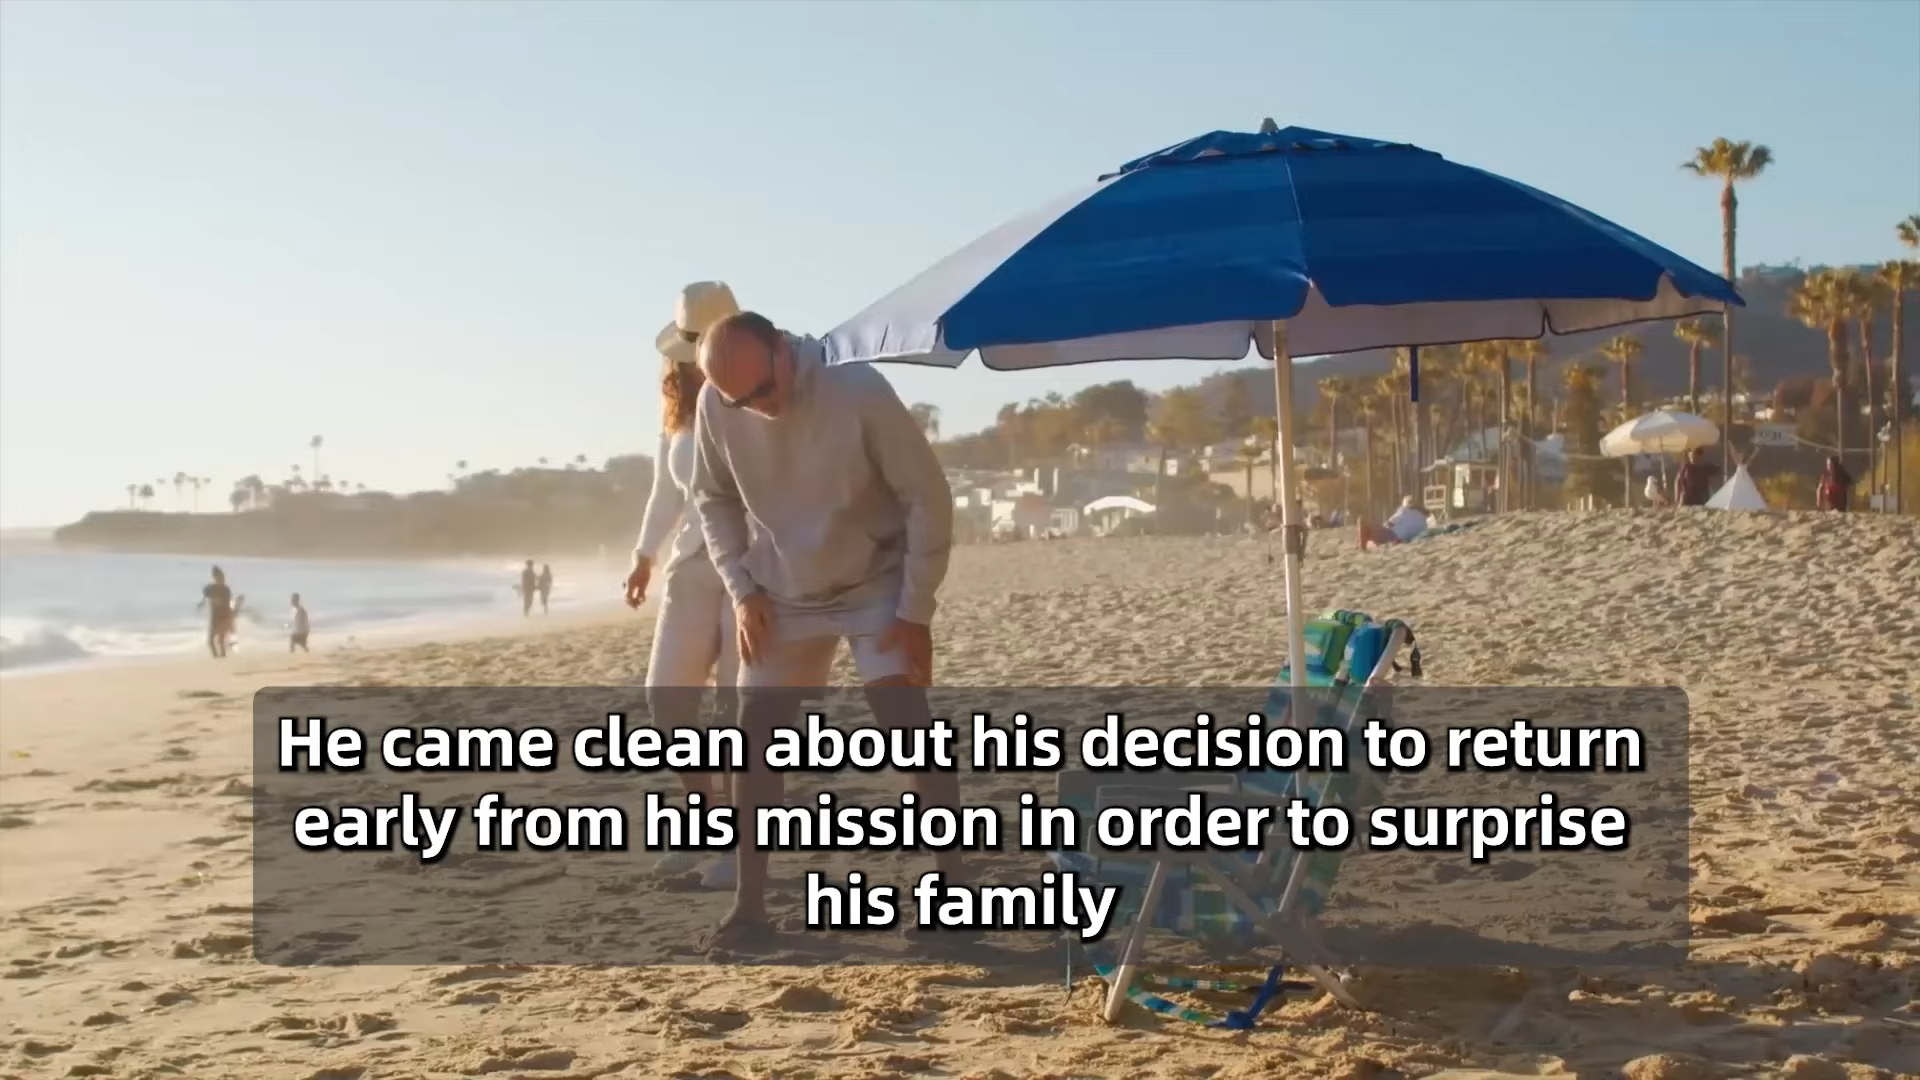 He came clean about his decision to return
early from his mission in order to surprise
his family